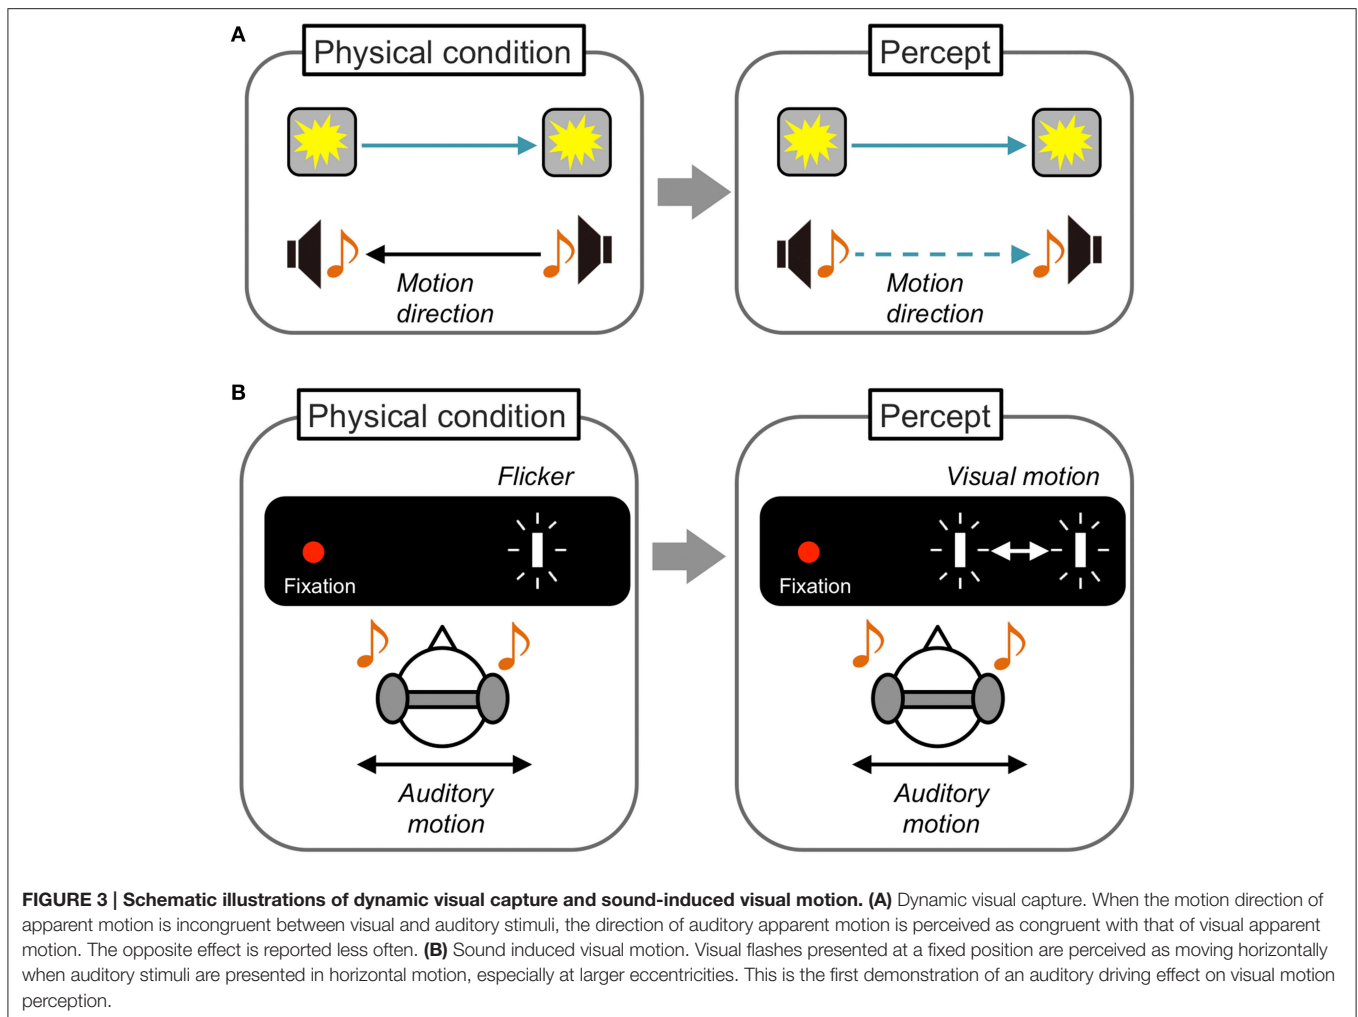 A
Physical condition
Percept
Motion
direction
Motion
direction
B
Physical condition
Percept
Flicker
Visual motion
Fixation
Fixation
Auditory
motion
Auditory
motion
FIGURE 3 | Schematic illustrations of dynamic visual capture and sound-induced visual motion. (A) Dynamic visual capture. When the motion direction of
apparent motion is incongruent between visual and auditory stimuli, the direction of auditory apparent motion is perceived as congruent with that of visual apparent
motion. The opposite effect is reported less often. (B) Sound induced visual motion. Visual flashes presented at a fixed position are perceived as moving horizontally
when auditory stimuli are presented in horizontal motion, especially at larger eccentricities. This is the first demonstration of an auditory driving effect on visual motion
perception.